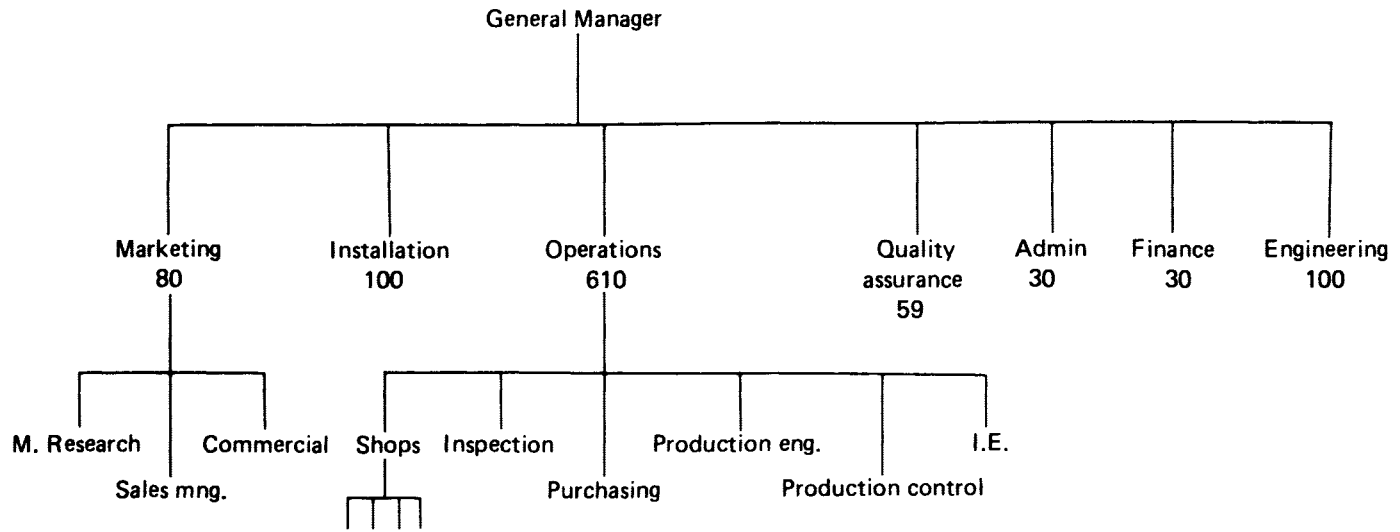 General Manager
Marketing Installation Operations Quality Admin Finance Engineering
80 100 610 assurance 30 30 100
59
M. Research Commercial Shops Inspection Production eng. I.E.
Sales mng. Purchasing Production control